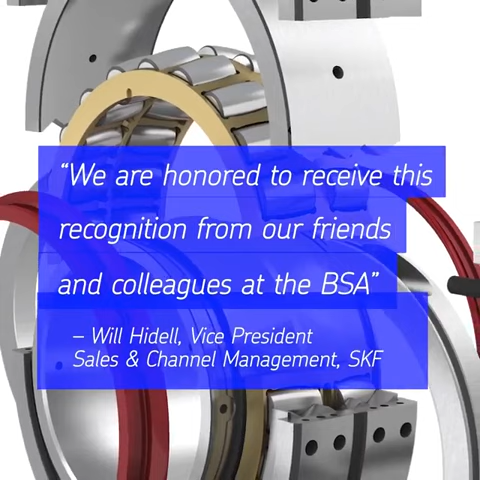 “We are honored to receive this
recognition from our friends
and colleagues at the BSA”
– Will Hidell, Vice President
Sales & Channel Management, SKF